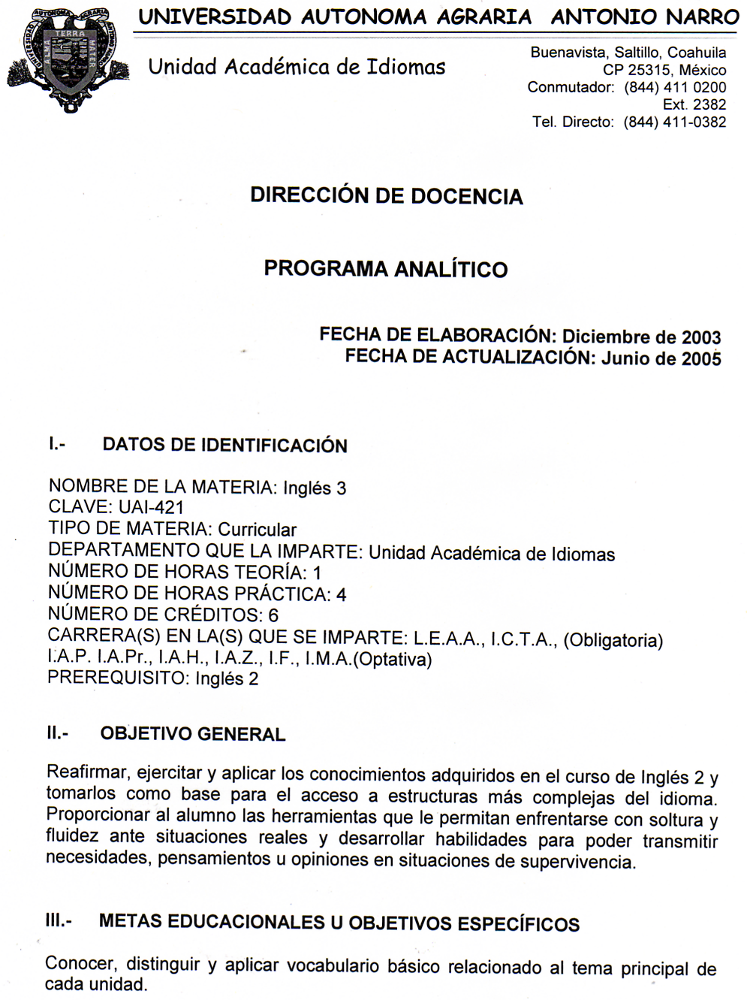 UNIVERSIDAD AUTONOMA AGRARIA ANTONIO NARRO
UNIVERSIDAD AUTONOMA AGRARIA ANTONIO NARRO
ALMA TERRA MATER
Unidad Académica de Idiomas
Buenavista, Saltillo, Coahuila
CP 25315, México
Conmutador: (844) 411 0200
Ext. 2382
Tel. Directo: (844) 411-0382
DIRECCIÓN DE DOCENCIA
PROGRAMA ANALÍTICO
FECHA DE ELABORACIÓN: Diciembre de 2003
FECHA DE ACTUALIZACIÓN: Junio de 2005
I.- DATOS DE IDENTIFICACIÓN
NOMBRE DE LA MATERIA: Inglés 3
CLAVE: UAI-421
TIPO DE MATERIA: Curricular
DEPARTAMENTO QUE LA IMPARTE: Unidad Académica de Idiomas
NÚMERO DE HORAS TEORÍA: 1
NÚMERO DE HORAS PRÁCTICA: 4
NÚMERO DE CRÉDITOS: 6
CARRERA(S) EN LA(S) QUE SE IMPARTE: L.E.A.A., I.C.T.A., (Obligatoria)
I.A.P. I.A.Pr., I.A.H., I.A.Z., I.F., I.M.A.(Optativa)
PREREQUISITO: Inglés 2
II.- OBJETIVO GENERAL
Reafirmar, ejercitar y aplicar los conocimientos adquiridos en el curso de Inglés 2 y
tomarlos como base para el acceso a estructuras más complejas del idioma.
Proporcionar al alumno las herramientas que le permitan enfrentarse con soltura y
fluidez ante situaciones reales y desarrollar habilidades para poder transmitir
necesidades, pensamientos u opiniones en situaciones de supervivencia.
III.- METAS EDUCACIONALES U OBJETIVOS ESPECÍFICOS
Conocer, distinguir y aplicar vocabulario básico relacionado al tema principal de
cada unidad.